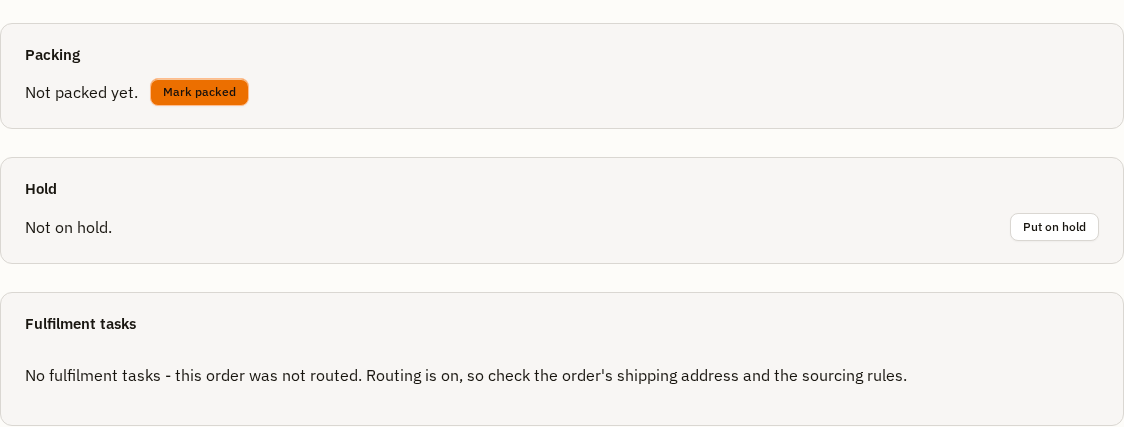 Packing
Not packed yet. Mark packed
Hold
Not on hold. Put on hold
Fulfilment tasks
No fulfilment tasks - this order was not routed. Routing is on, so check the order's shipping address and the sourcing rules.